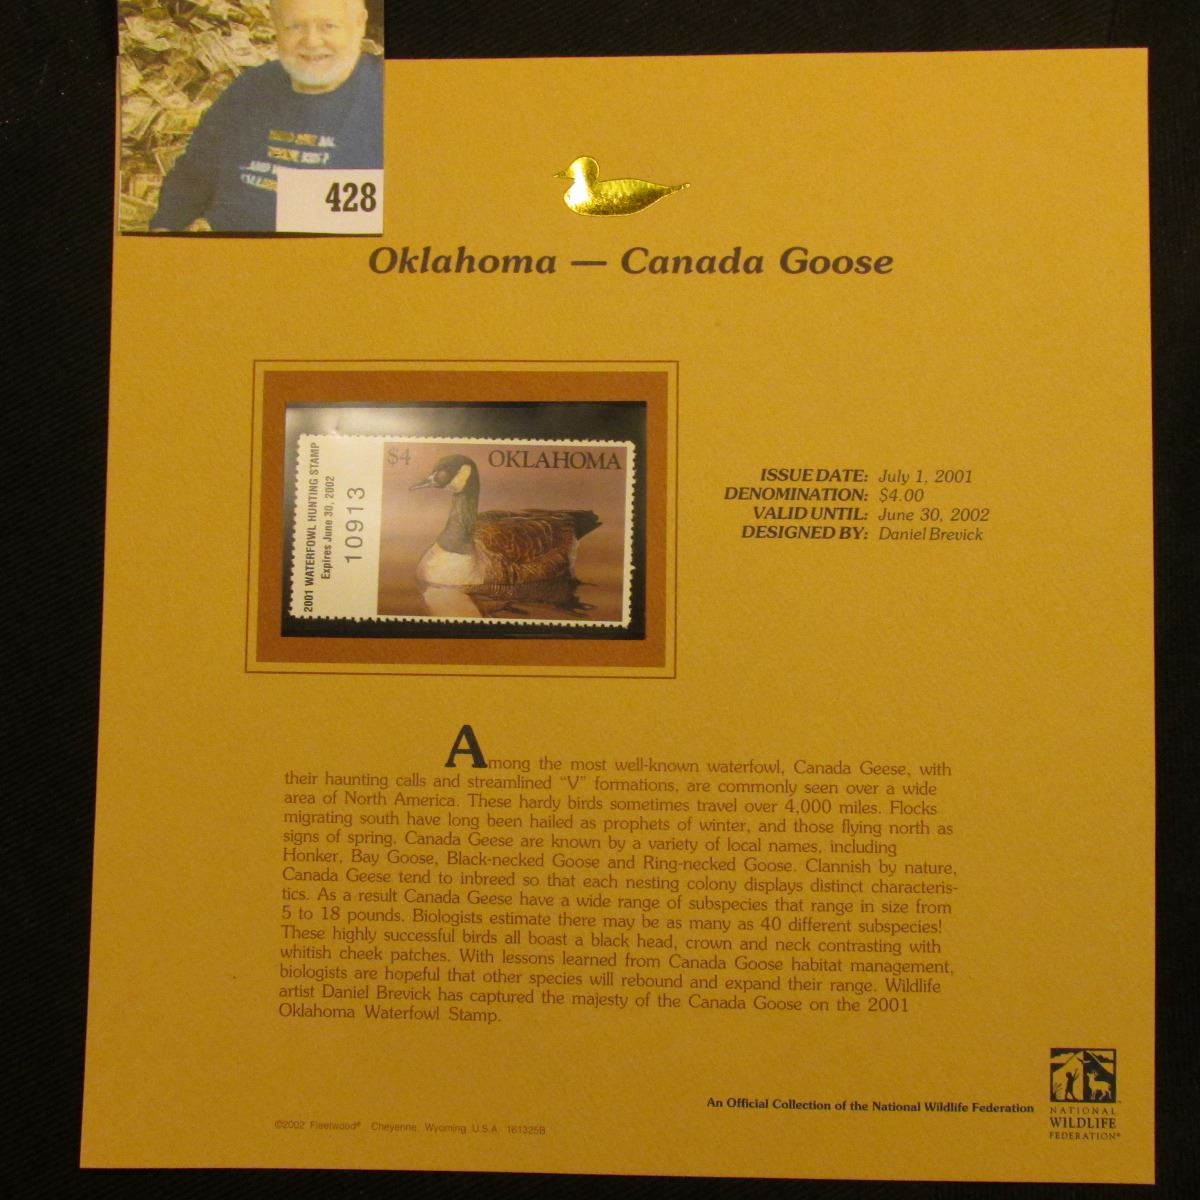 428
Oklahoma — Canada Goose
2001 WATERFOWL HUNTING STAMP
Expires June 30, 2002
10913
$4
OKLAHOMA
ISSUE DATE: July 1, 2001
DENOMINATION: $4.00
VALID UNTIL: June 30, 2002
DESIGNED BY: Daniel Brevick
Among the most well-known waterfowl, Canada Geese, with
their haunting calls and streamlined “V” formations, are commonly seen over a wide
area of North America. These hardy birds sometimes travel over 4,000 miles. Flocks
migrating south have long been hailed as prophets of winter, and those flying north as
signs of spring. Canada Geese are known by a variety of local names, including
Honker, Bay Goose, Black-necked Goose and Ring-necked Goose. Clannish by nature,
Canada Geese tend to inbreed so that each nesting colony displays distinct characteris-
tics. As a result Canada Geese have a wide range of subspecies that range in size from
5 to 18 pounds. Biologists estimate there may be as many as 40 different subspecies!
These highly successful birds all boast a black head, crown and neck contrasting with
whitish cheek patches. With lessons learned from Canada Goose habitat management,
biologists are hopeful that other species will rebound and expand their range. Wildlife
artist Daniel Brevick has captured the majesty of the Canada Goose on the 2001
Oklahoma Waterfowl Stamp.
An Official Collection of the National Wildlife Federation
NATIONAL
WILDLIFE
FEDERATION®
©2002 Fleetwood® Cheyenne, Wyoming U.S.A. 161325B